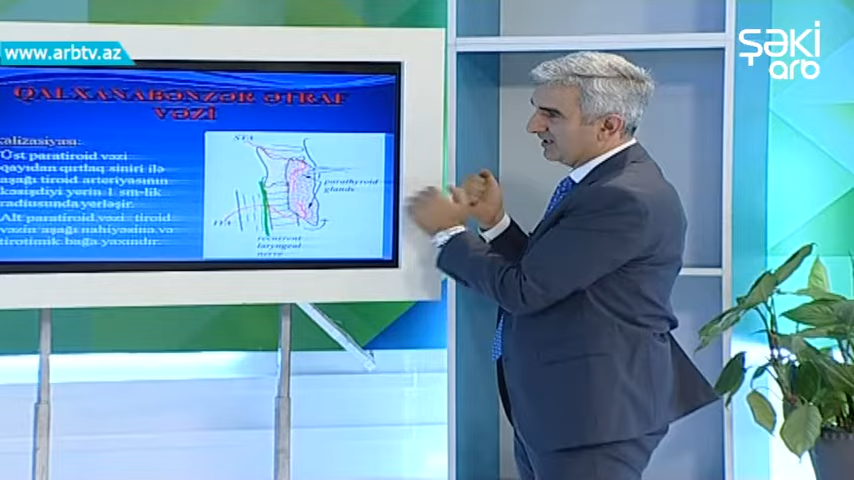 www.arbtv.az
ŞƏKİ
arb
QALXANABƏNZƏR ƏTRAF
VƏZİ
Üst paratiroid vəzi
qayıdan qırtlaq siniri ilə
aşağı tiroid arteriyasının
kəsişdiyi yerin 1 sm-lik
radiusunda yerləşir.
Alt paratiroid vəzi tiroid
vəzin aşağı nahiyəsinə və
tirotimik bağa yaxındır.
STA
parathyroid
glands
ITA
recurrent
laryngeal
nerve